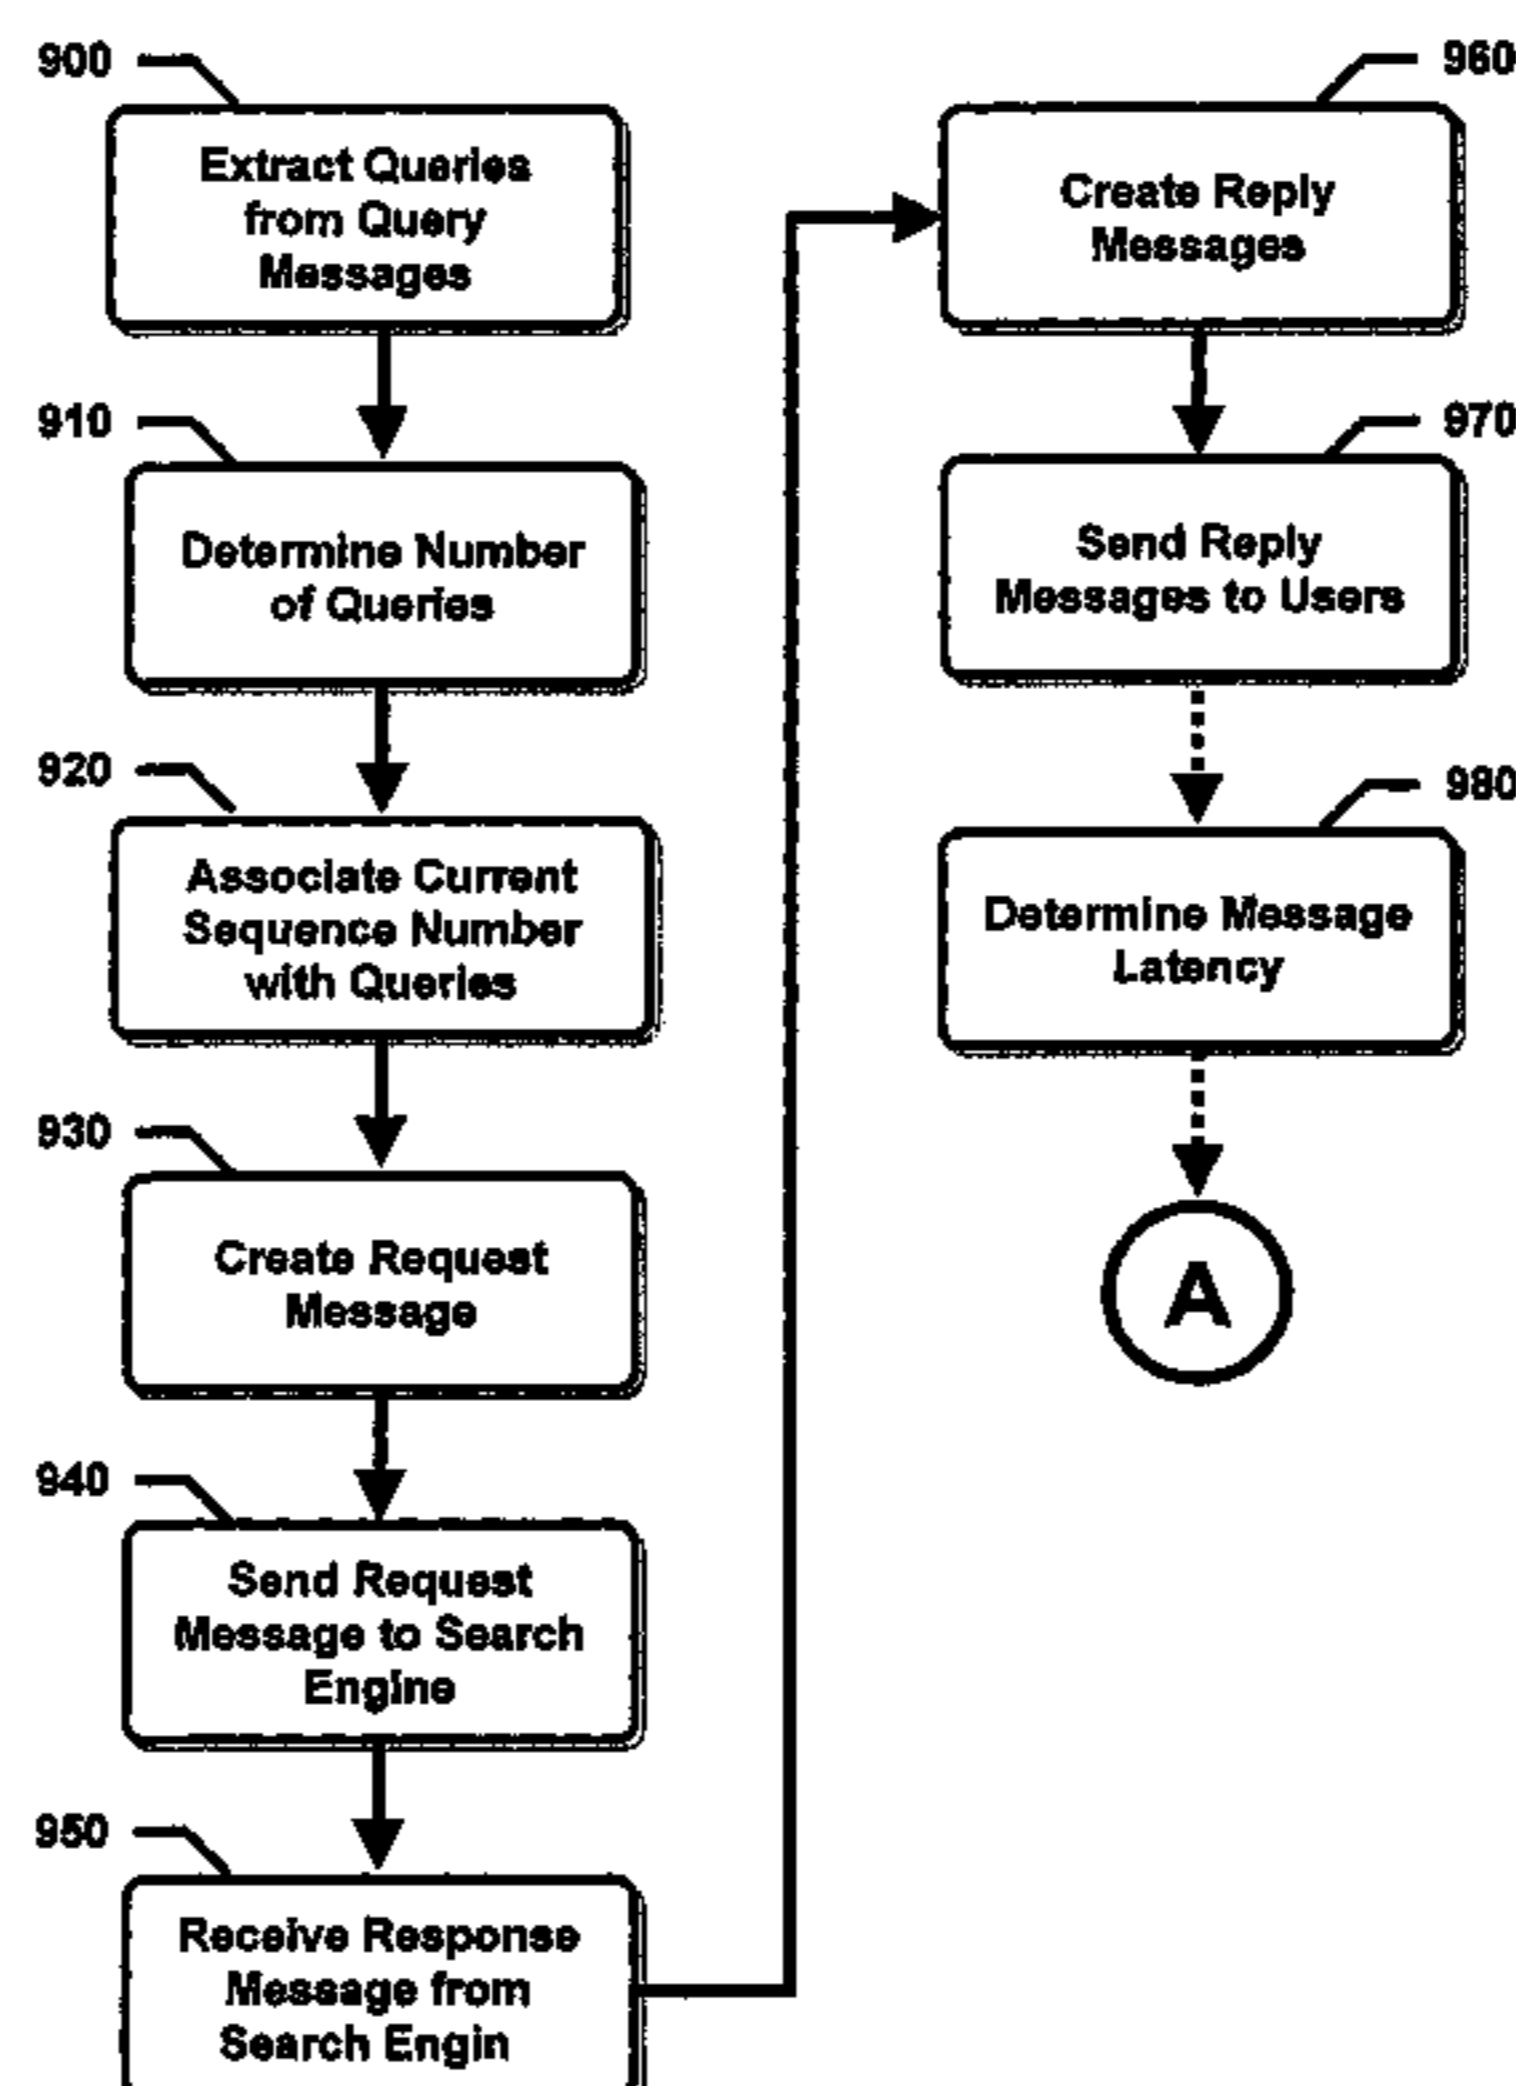 900
Extract Queries
from Query
Messages
910
Determine Number
of Queries
920
Associate Current
Sequence Number
with Queries
930
Create Request
Message
940
Send Request
Message to Search
Engine
950
Receive Response
Message from
Search Engin
960
Create Reply
Messages
970
Send Reply
Messages to Users
980
Determine Message
Latency
A